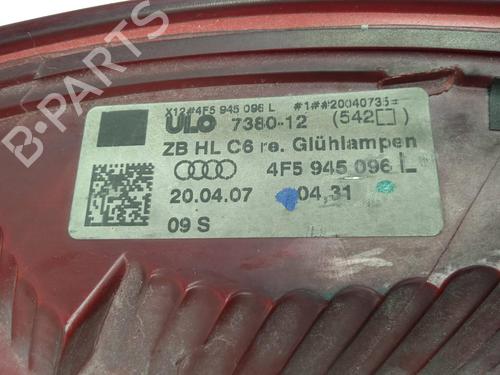 X12#4F5 945 096 L #1##20040735=
ULO 7380-12 (542□)
ZB HL C6 re. Glühlampen
4F5 945 096 L
20.04.07 04.31
09 S
B-PARTS